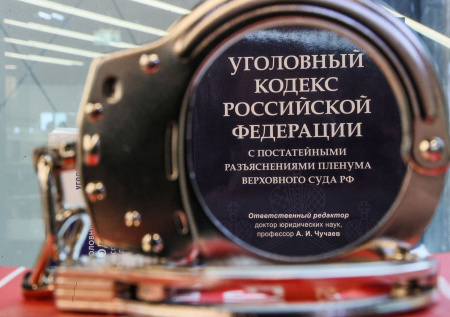 УГОЛОВНЫЙ
КОДЕКС
РОССИЙСКОЙ
ФЕДЕРАЦИИ
С ПОСТАТЕЙНЫМИ
РАЗЪЯСНЕНИЯМИ ПЛЕНУМА
ВЕРХОВНОГО СУДА РФ
Ответственный редактор
доктор юридических наук,
профессор А. И. Чучаев